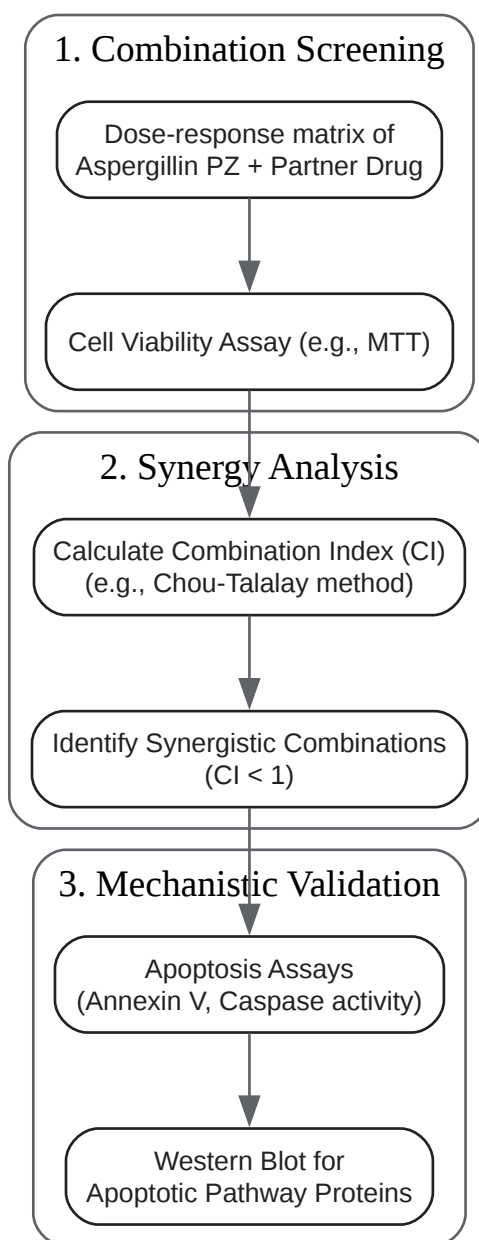 1. Combination Screening
Dose-response matrix of
Aspergillin PZ + Partner Drug
Cell Viability Assay (e.g., MTT)
2. Synergy Analysis
Calculate Combination Index (CI)
(e.g., Chou-Talalay method)
Identify Synergistic Combinations
(CI < 1)
3. Mechanistic Validation
Apoptosis Assays
(Annexin V, Caspase activity)
Western Blot for
Apoptotic Pathway Proteins